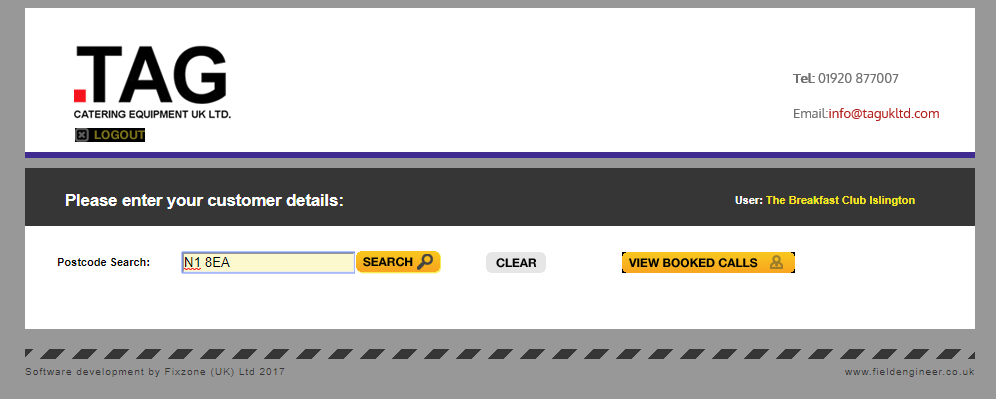 .TAG
CATERING EQUIPMENT UK LTD.
LOGOUT
Tel: 01920 877007
Email:info@tagukltd.com
Please enter your customer details:
User: The Breakfast Club Islington
Postcode Search: N1 8EA SEARCH CLEAR VIEW BOOKED CALLS
Software development by Fixzone (UK) Ltd 2017
www.fieldengineer.co.uk